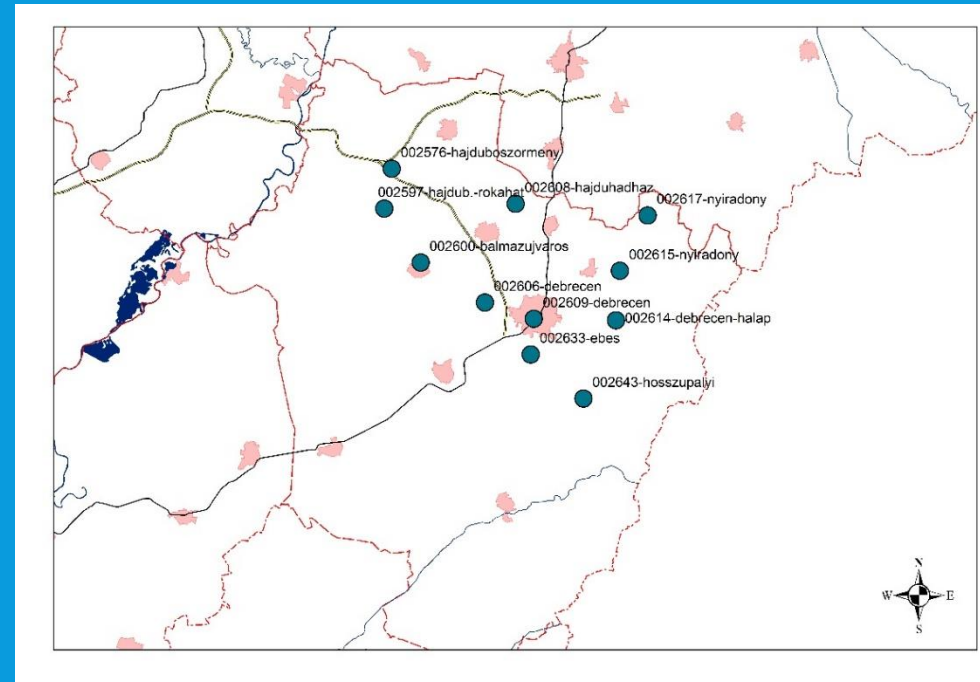 002576-hajduboszormeny
002597-hajdub.-rokahat
002608-hajduhadhaz
002617-nyiradony
002600-balmazujvaros
002615-nyiradony
002606-debrecen
002609-debrecen
002614-debrecen-halap
002633-ebes
002643-hosszupalyi
N
W
E
S